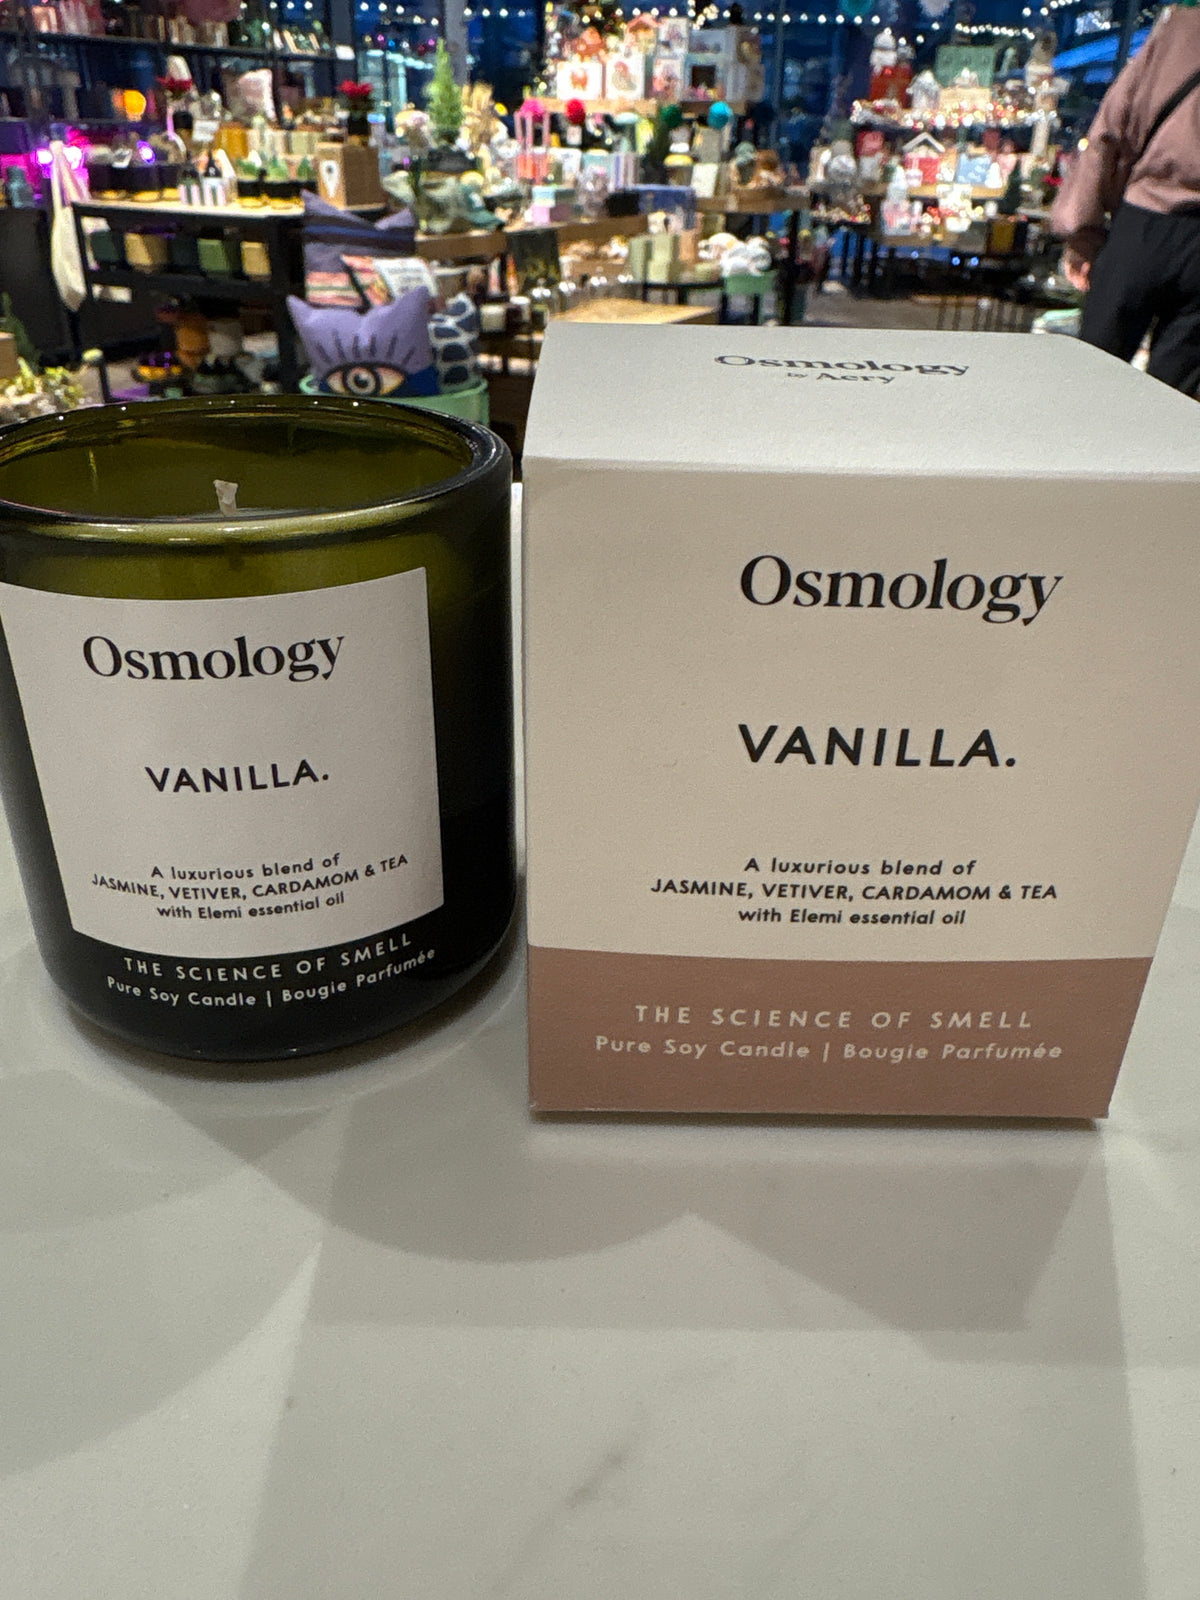 Osmology
by Aery
Osmology
VANILLA.
A luxurious blend of
JASMINE, VETIVER, CARDAMOM & TEA
with Elemi essential oil
THE SCIENCE OF SMELL
Pure Soy Candle | Bougie Parfumée
Osmology
VANILLA.
A luxurious blend of
JASMINE, VETIVER, CARDAMOM & TEA
with Elemi essential oil
THE SCIENCE OF SMELL
Pure Soy Candle | Bougie Parfumée